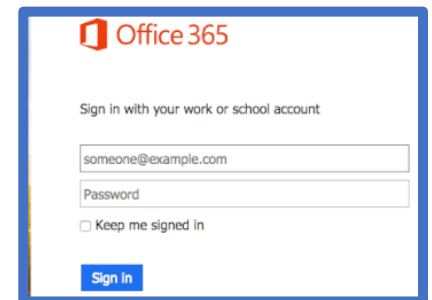 Office 365
Sign in with your work or school account
someone@example.com
Password
Keep me signed in
Sign in